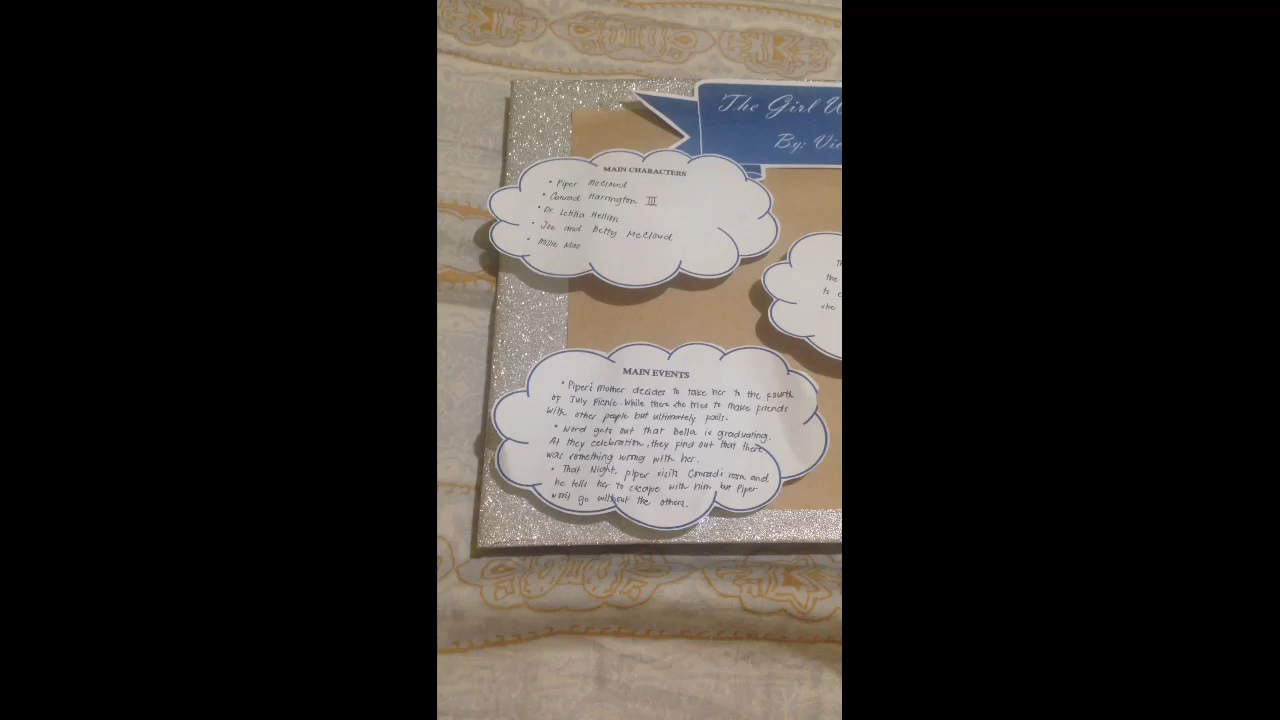 The Girl
By: Vic
MAIN CHARACTERS
• Piper McCloud
• Conrad Harrington III
• Dr. Letitia Hellion
• Joe and Betty McCloud
• Millie Mae
the
to
she
MAIN EVENTS
• Piper's Mother decides to take her to the fourth
of July Picnic. While there she tries to make friends
with other people but ultimately fails.
• Word gets out that Bella is graduating.
At they celebration, they find out that there
was something wrong with her.
• That Night, Piper visits Conrad's room and
he tells her to escape with him but Piper
won't go without the others.